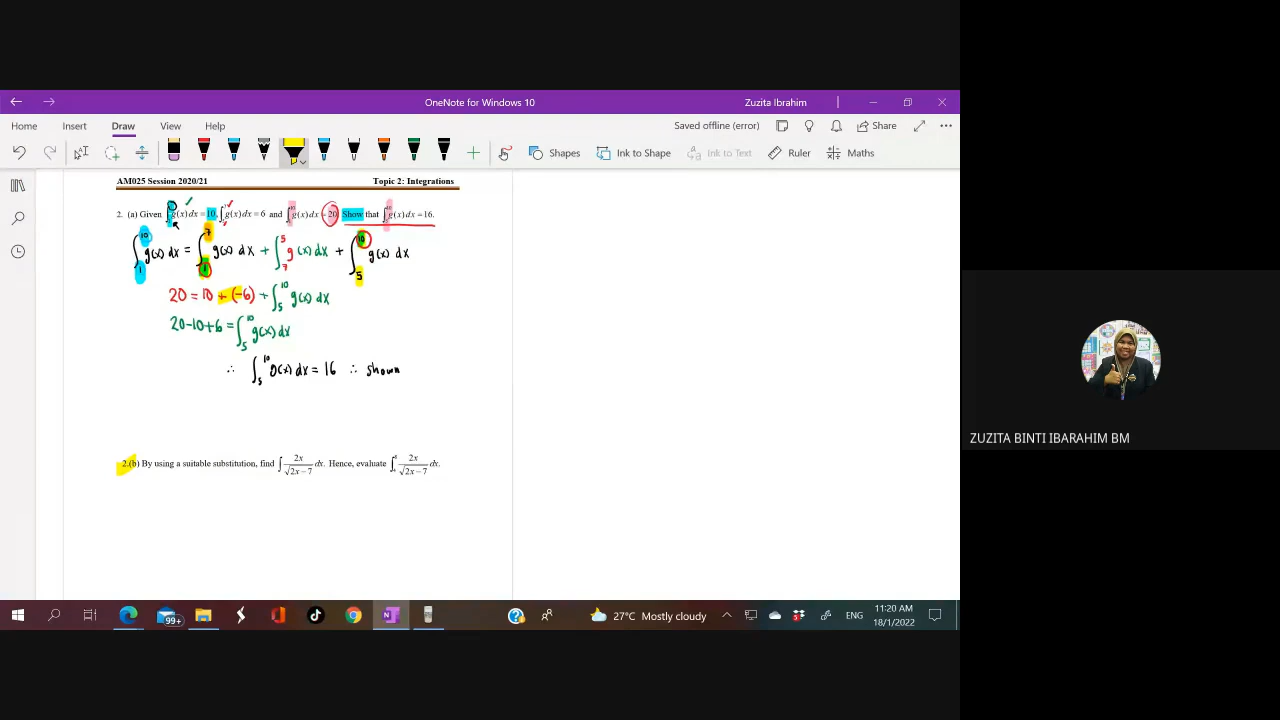 OneNote for Windows 10
Zuzita Ibrahim
Home Insert Draw View Help
Saved offline (error)
Share
Shapes
Ink to Shape
Ink to Text
Ruler
Maths
AM025 Session 2020/21
Topic 2: Integrations
2. (a) Given g(x) dx = 10, ∫ g(x) dx = 6 and ∫ g(x) dx = 20. Show that ∫ g(x) dx = 16.
∫₁¹⁰ g(x) dx = ∫₁⁷ g(x) dx + ∫₇⁵ g(x) dx + ∫₅¹⁰ g(x) dx
20 = 10 + (-6) + ∫₅¹⁰ g(x) dx
20-10+6 = ∫₅¹⁰ g(x) dx
∴ ∫₅¹⁰ g(x) dx = 16 ∴ shown
2.(b) By using a suitable substitution, find ∫ 2x/√(2x−7) dx. Hence, evaluate ∫ 2x/√(2x−7) dx.
ZUZITA BINTI IBARAHIM BM
99+
27°C Mostly cloudy
ENG
11:20 AM
18/1/2022